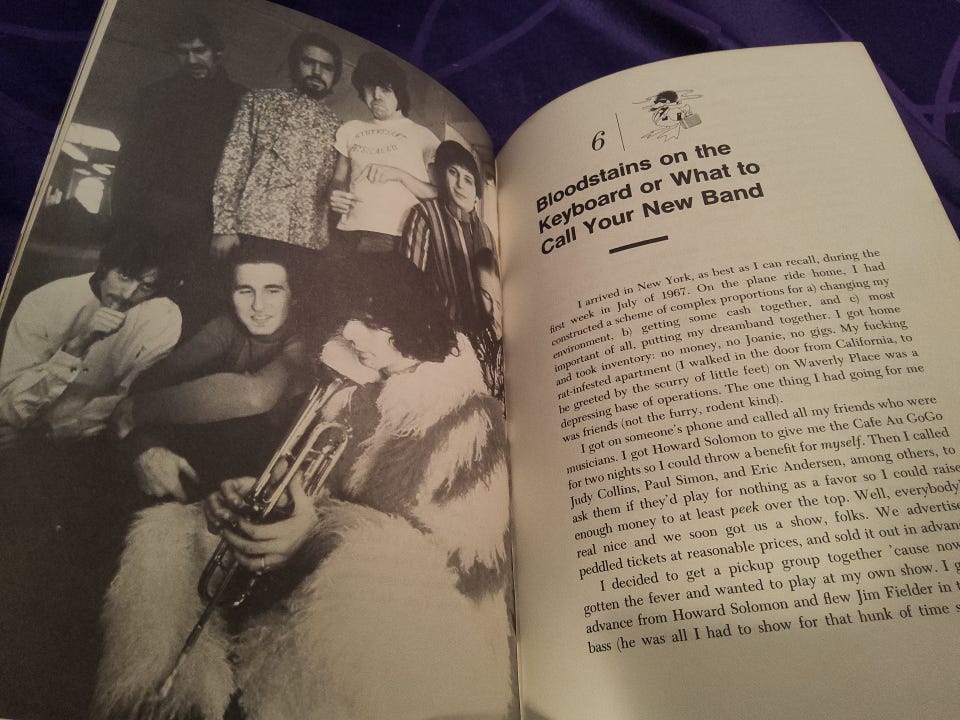 6
Bloodstains on the
Keyboard or What to
Call Your New Band
I arrived in New York, as best as I can recall, during the
first week in July of 1967. On the plane ride home, I had
constructed a scheme of complex proportions for a) changing my
environment, b) getting some cash together, and c) most
important of all, putting my dreamband together. I got home
and took inventory: no money, no Joanie, no gigs. My fucking
rat-infested apartment (I walked in the door from California, to
be greeted by the scurry of little feet) on Waverly Place was a
depressing base of operations. The one thing I had going for me
was friends (not the furry, rodent kind).
I got on someone's phone and called all my friends who were
musicians. I got Howard Solomon to give me the Cafe Au GoGo
for two nights so I could throw a benefit for myself. Then I called
Judy Collins, Paul Simon, and Eric Andersen, among others, to
ask them if they'd play for nothing as a favor so I could raise
enough money to at least peek over the top. Well, everybody'
real nice and we soon got us a show, folks. We advertise
peddled tickets at reasonable prices, and sold it out in advan
I decided to get a pickup group together 'cause now
gotten the fever and wanted to play at my own show. I g
advance from Howard Solomon and flew Jim Fielder in t
bass (he was all I had to show for that hunk of time s